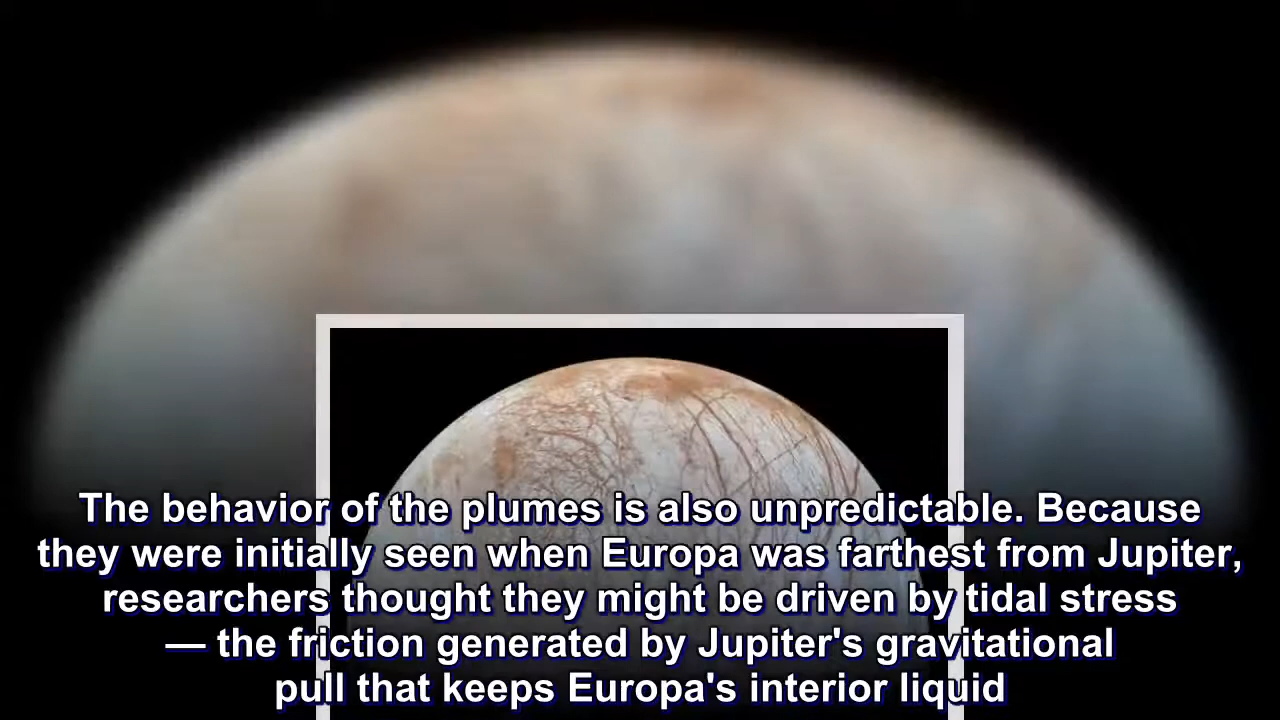 The behavior of the plumes is also unpredictable. Because
they were initially seen when Europa was farthest from Jupiter,
researchers thought they might be driven by tidal stress
— the friction generated by Jupiter's gravitational
pull that keeps Europa's interior liquid